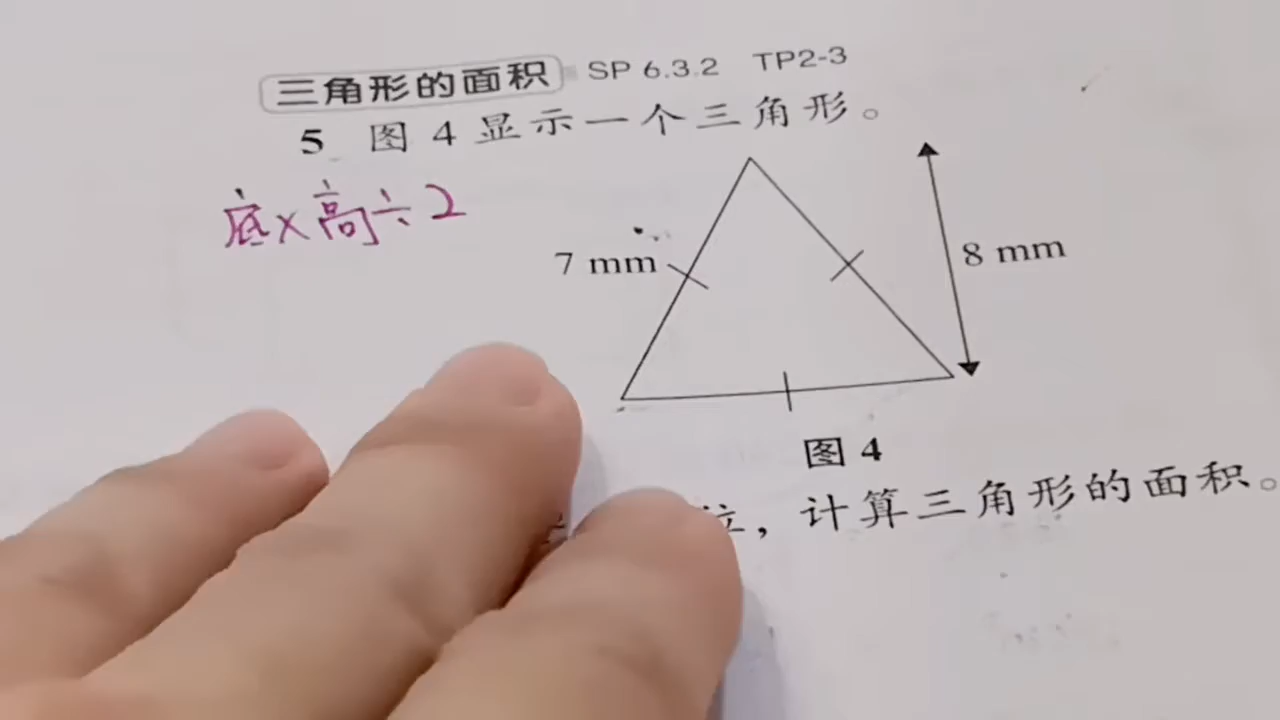 三角形的面积 SP 6.3.2 TP2-3
5 图 4 显示一个三角形。
底×高÷2
7 mm
8 mm
图 4
，计算三角形的面积。